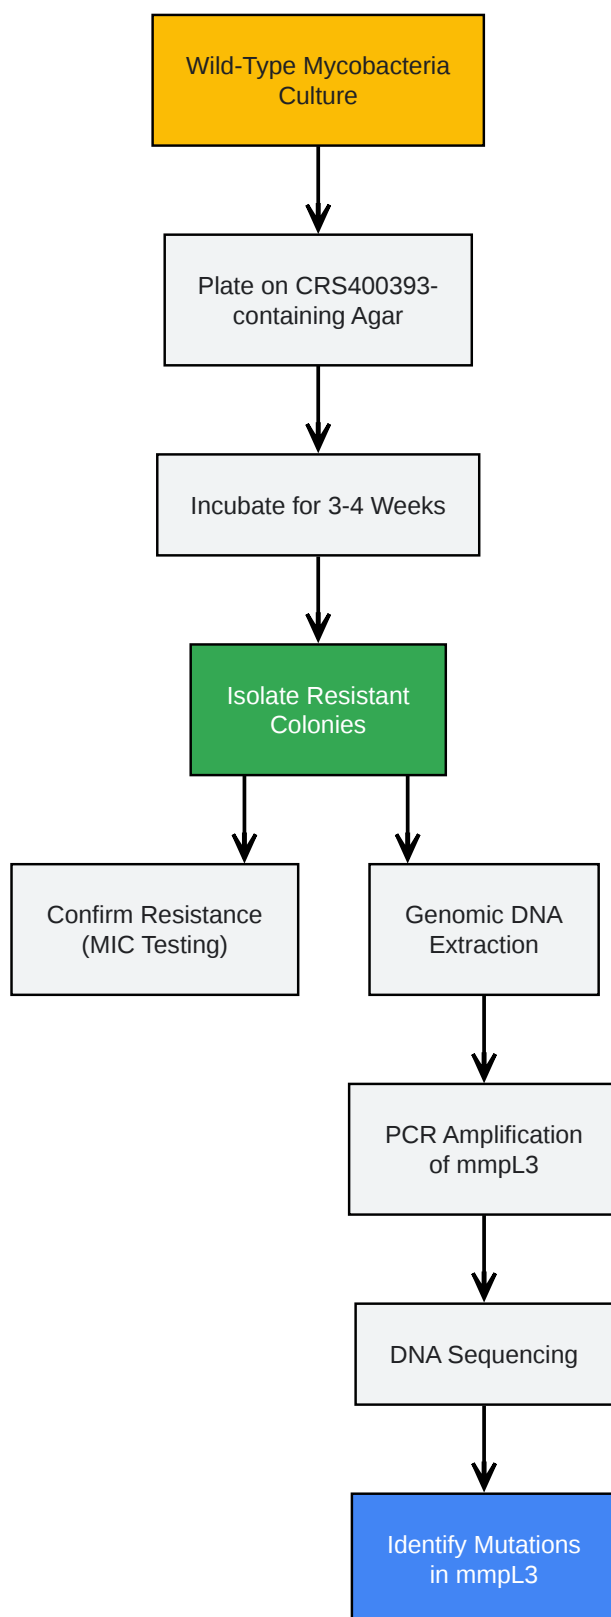 Wild-Type Mycobacteria
Culture
Plate on CRS400393-
containing Agar
Incubate for 3-4 Weeks
Isolate Resistant
Colonies
Confirm Resistance
(MIC Testing)
Genomic DNA
Extraction
PCR Amplification
of mmpL3
DNA Sequencing
Identify Mutations
in mmpL3